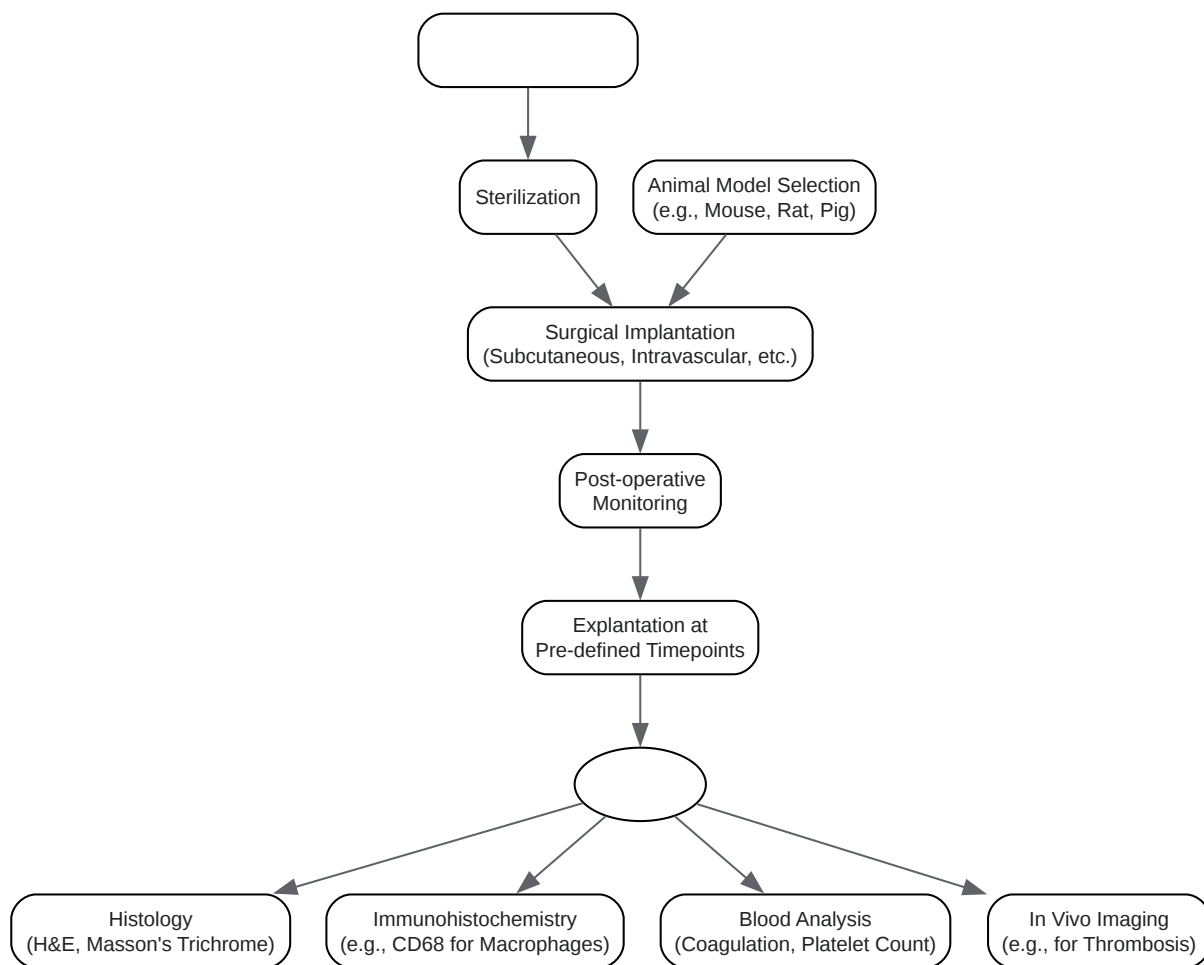 Sterilization
Animal Model Selection
(e.g., Mouse, Rat, Pig)
Surgical Implantation
(Subcutaneous, Intravascular, etc.)
Post-operative
Monitoring
Explantation at
Pre-defined Timepoints
Histology
(H&E, Masson's Trichrome)
Immunohistochemistry
(e.g., CD68 for Macrophages)
Blood Analysis
(Coagulation, Platelet Count)
In Vivo Imaging
(e.g., for Thrombosis)